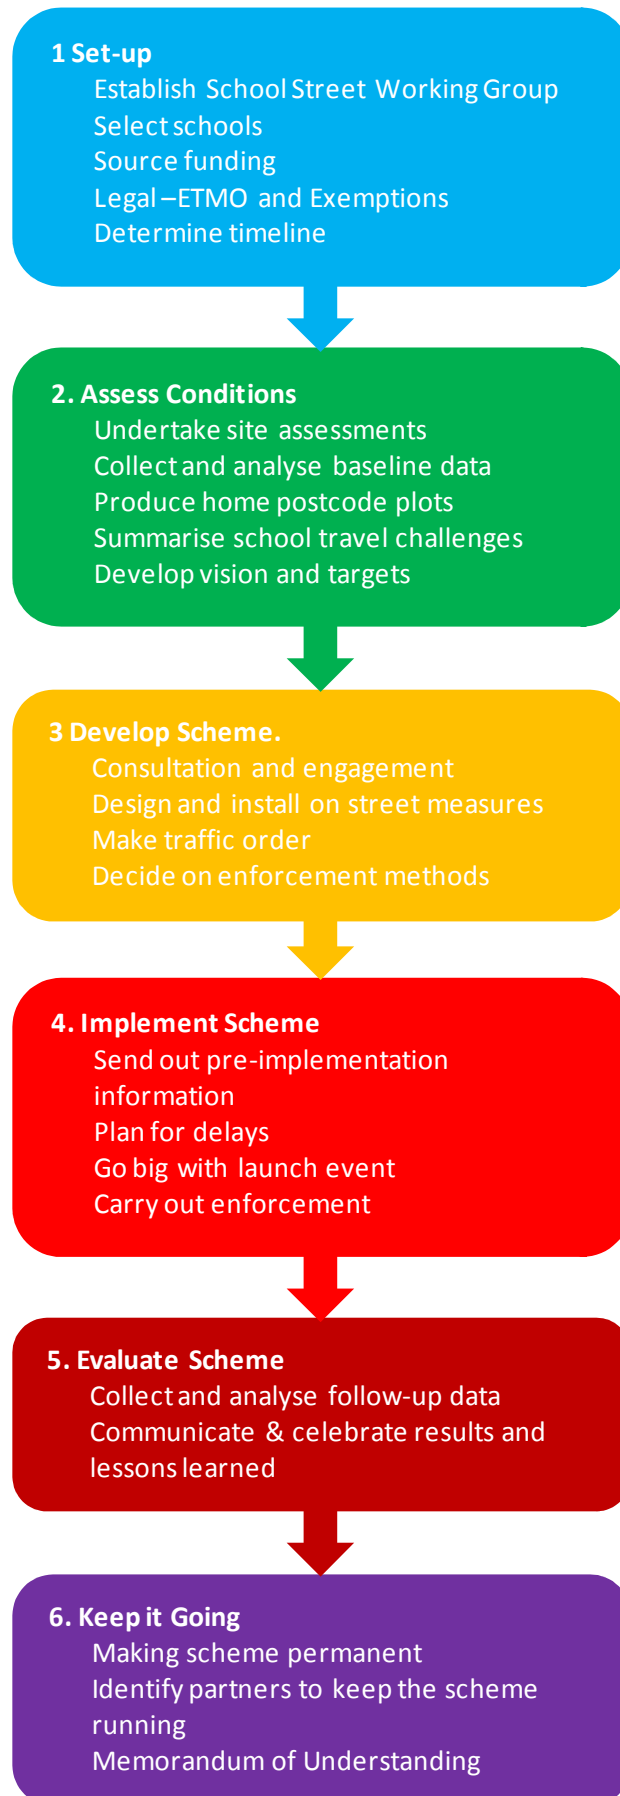 1 Set-up
Establish School Street Working Group
Select schools
Source funding
Legal –ETMO and Exemptions
Determine timeline
2. Assess Conditions
Undertake site assessments
Collect and analyse baseline data
Produce home postcode plots
Summarise school travel challenges
Develop vision and targets
3 Develop Scheme.
Consultation and engagement
Design and install on street measures
Make traffic order
Decide on enforcement methods
4. Implement Scheme
Send out pre-implementation
information
Plan for delays
Go big with launch event
Carry out enforcement
5. Evaluate Scheme
Collect and analyse follow-up data
Communicate & celebrate results and
lessons learned
6. Keep it Going
Making scheme permanent
Identify partners to keep the scheme
running
Memorandum of Understanding